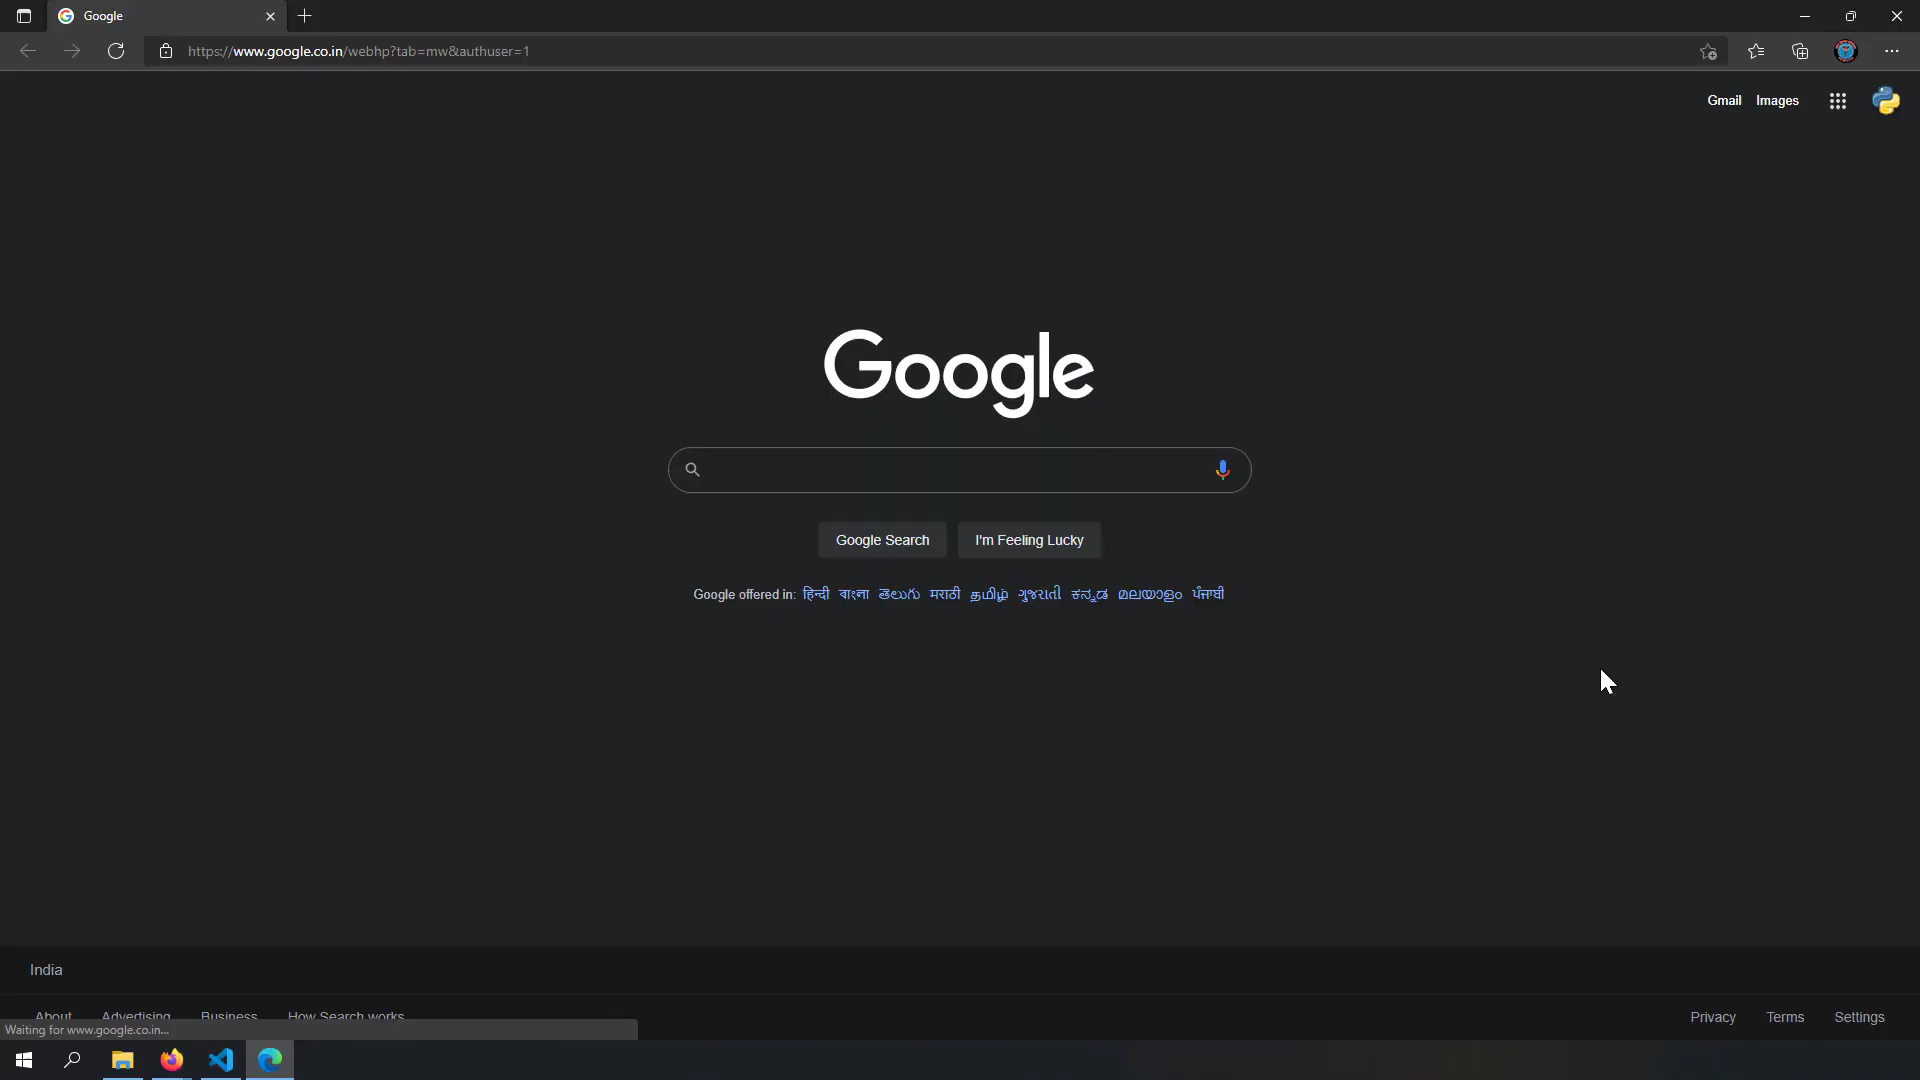 Google
https://www.google.co.in/webhp?tab=mw&authuser=1
Gmail Images
Google
Google Search I'm Feeling Lucky
Google offered in: हिन्दी বাংলা తెలుగు मराठी தமிழ் ગુજરાતી ಕನ್ನಡ മലയാളം ਪੰਜਾਬੀ
India
About Advertising Business How Search works Privacy Terms Settings
Waiting for www.google.co.in...